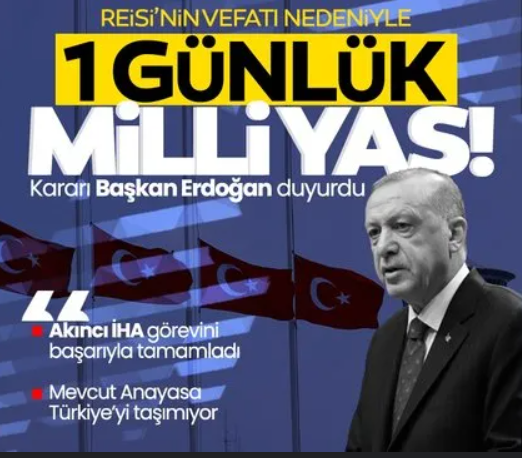 REİSİ'NİN VEFATI NEDENİYLE
1 GÜNLÜK
MİLLİ YAS!
Kararı Başkan Erdoğan duyurdu
Akıncı İHA görevini
başarıyla tamamladı
Mevcut Anayasa
Türkiye'yi taşımıyor